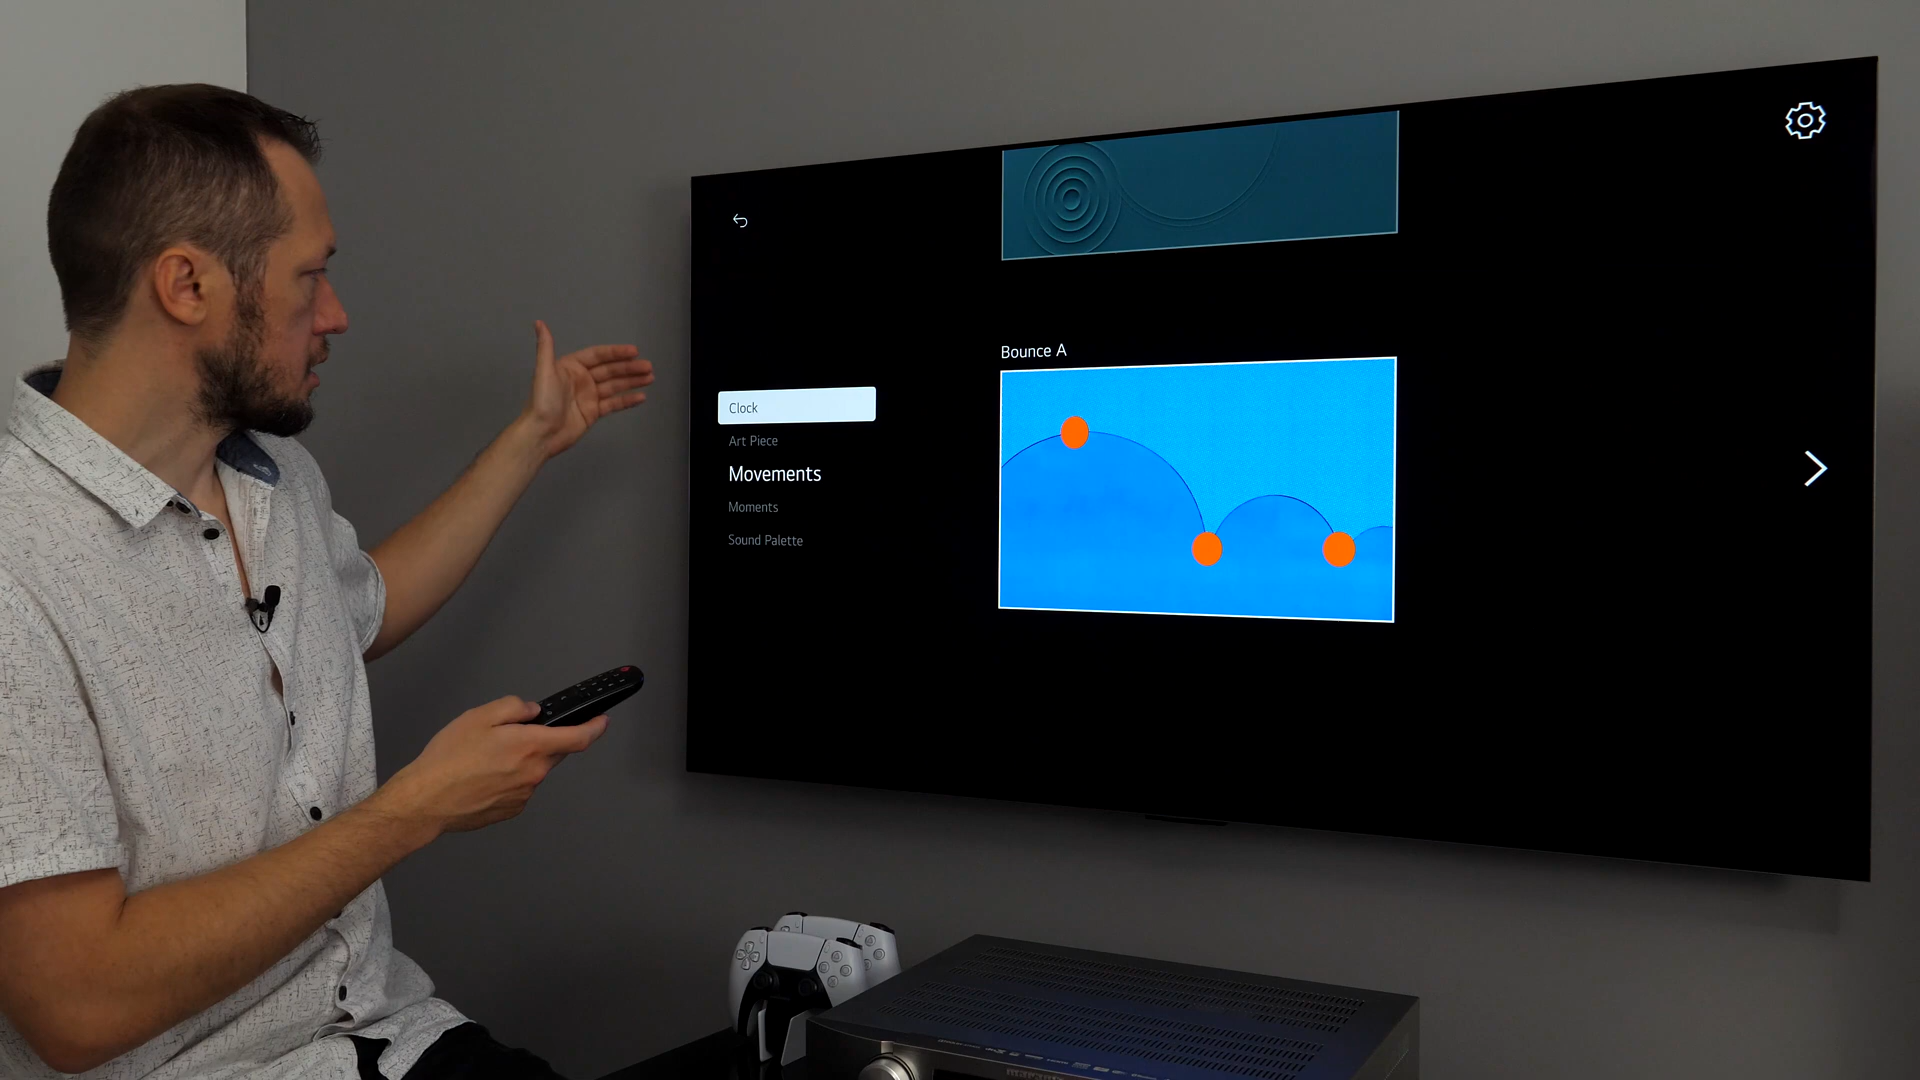 Bounce A
Clock
Art Piece
Movements
Moments
Sound Palette